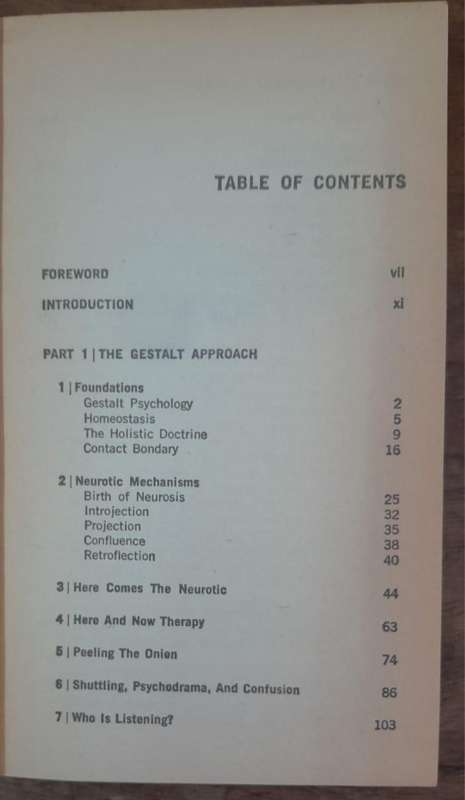 TABLE OF CONTENTS
FOREWORD vii
INTRODUCTION xi
PART 1 | THE GESTALT APPROACH
1 | Foundations
Gestalt Psychology 2
Homeostasis 5
The Holistic Doctrine 9
Contact Bondary 16
2 | Neurotic Mechanisms
Birth of Neurosis 25
Introjection 32
Projection 35
Confluence 38
Retroflection 40
3 | Here Comes The Neurotic 44
4 | Here And Now Therapy 63
5 | Peeling The Onion 74
6 | Shuttling, Psychodrama, And Confusion 86
7 | Who Is Listening? 103